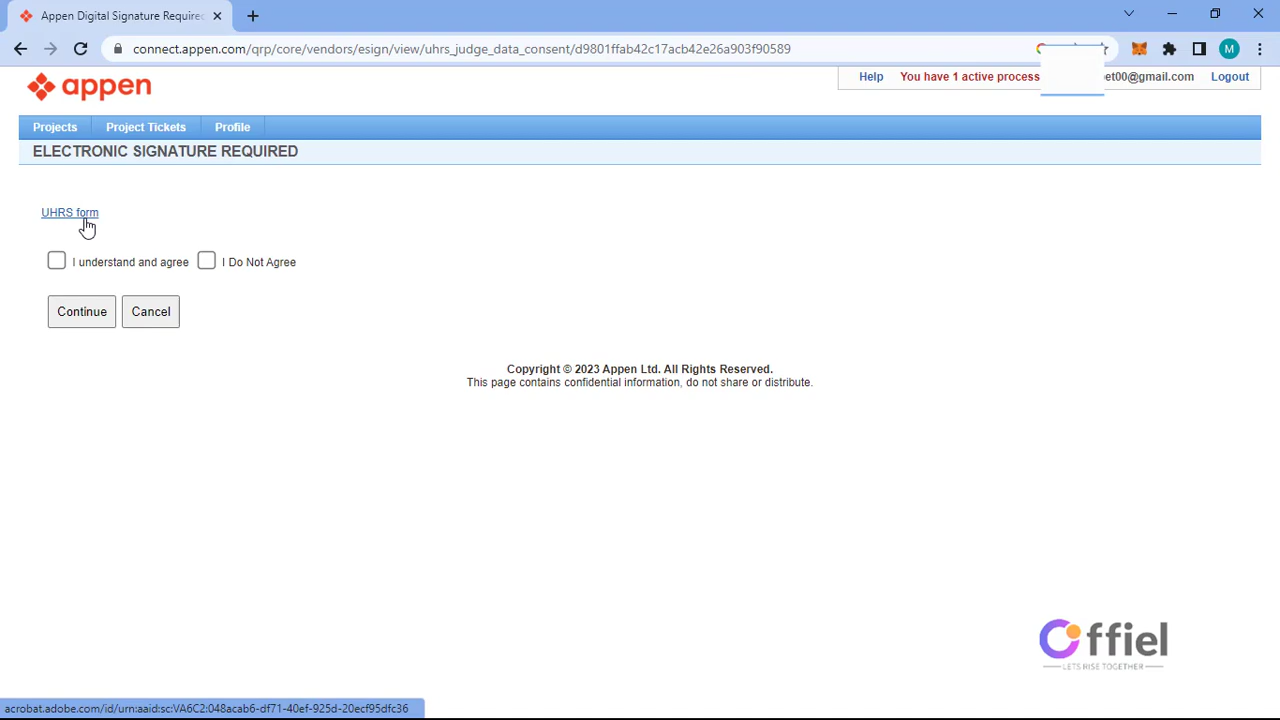 Appen Digital Signature Require
connect.appen.com/qrp/core/vendors/esign/view/uhrs_judge_data_consent/d9801ffab42c17acb42e26a903f90589
M
appen
Help You have 1 active process et00@gmail.com Logout
Projects Project Tickets Profile
ELECTRONIC SIGNATURE REQUIRED
UHRS form
I understand and agree I Do Not Agree
Continue Cancel
Copyright © 2023 Appen Ltd. All Rights Reserved.
This page contains confidential information, do not share or distribute.
Offiel
LETS RISE TOGETHER
acrobat.adobe.com/id/urn:aaid:sc:VA6C2:048acab6-df71-40ef-925d-20ecf95dfc36